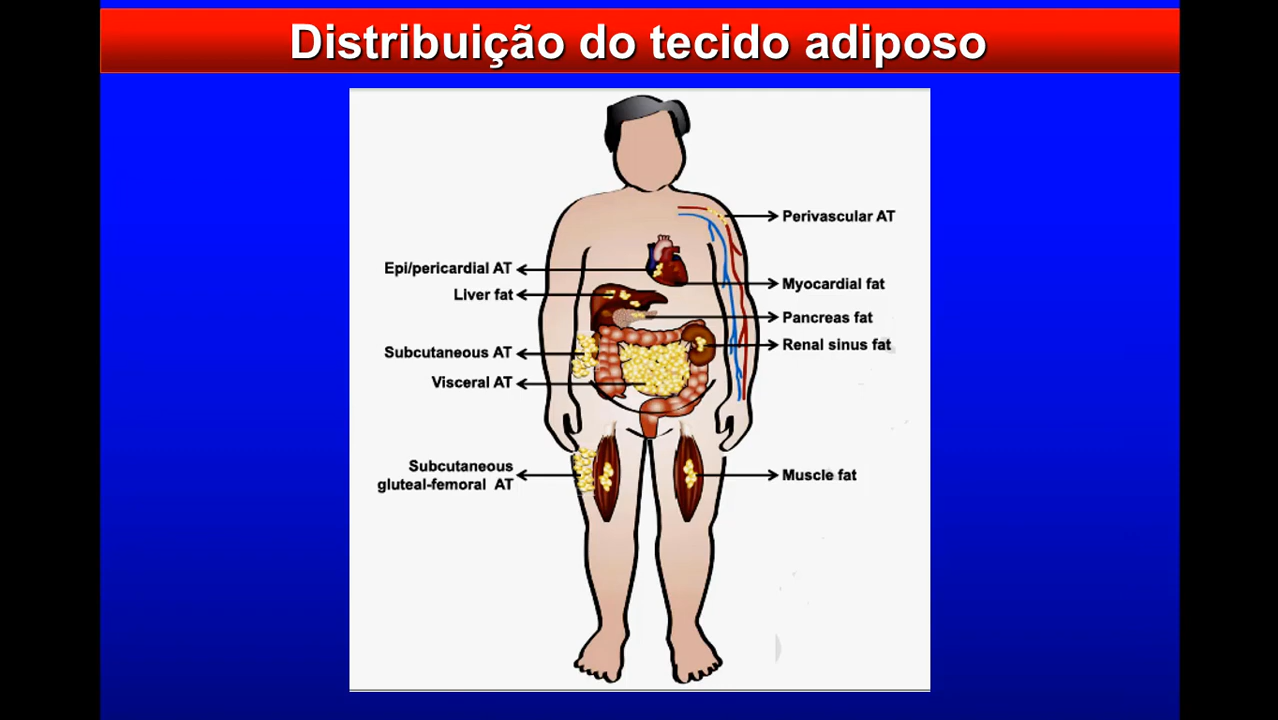 Distribuição do tecido adiposo
Perivascular AT
Epi/pericardial AT
Myocardial fat
Liver fat
Pancreas fat
Renal sinus fat
Subcutaneous AT
Visceral AT
Subcutaneous
gluteal-femoral AT
Muscle fat